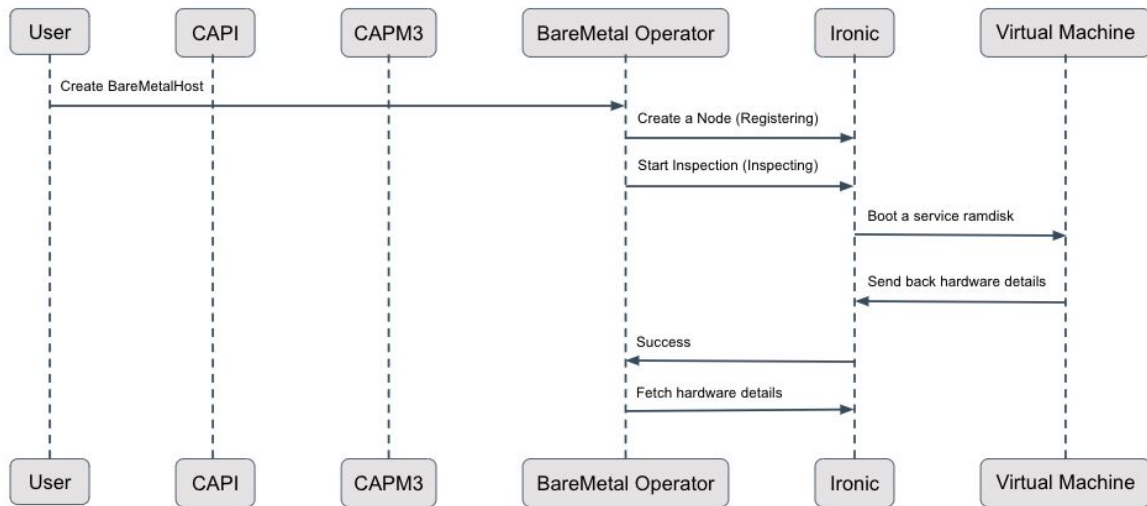 User
CAPI
CAPM3
BareMetal Operator
Ironic
Virtual Machine
Create BareMetalHost
Create a Node (Registering)
Start Inspection (Inspecting)
Boot a service ramdisk
Send back hardware details
Success
Fetch hardware details
User
CAPI
CAPM3
BareMetal Operator
Ironic
Virtual Machine